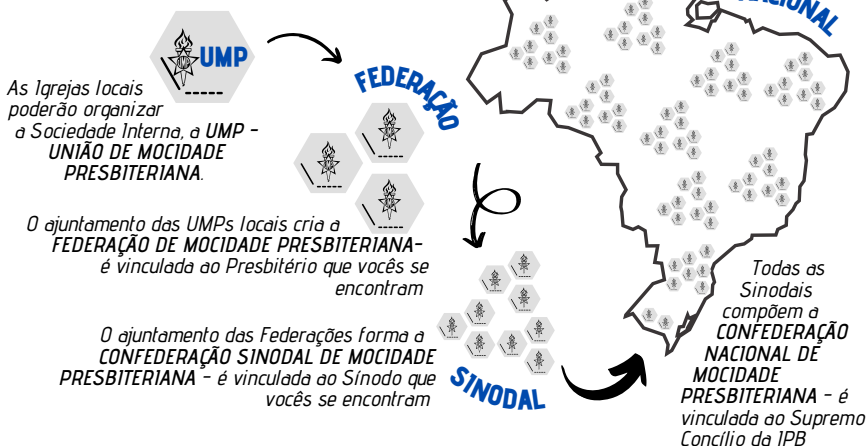 NACIONAL
UMP
As Igrejas locais
poderão organizar
a Sociedade Interna, a UMP -
UNIÃO DE MOCIDADE
PRESBITERIANA.
FEDERAÇÃO
O ajuntamento das UMPs locais cria a
FEDERAÇÃO DE MOCIDADE PRESBITERIANA-
é vinculada ao Presbitério que vocês se
encontram
O ajuntamento das Federações forma a
CONFEDERAÇÃO SINODAL DE MOCIDADE
PRESBITERIANA - é vinculada ao Sínodo que
vocês se encontram
SINODAL
Todas as
Sinodais
compõem a
CONFEDERAÇÃO
NACIONAL DE
MOCIDADE
PRESBITERIANA - é
vinculada ao Supremo
Concílio da IPB